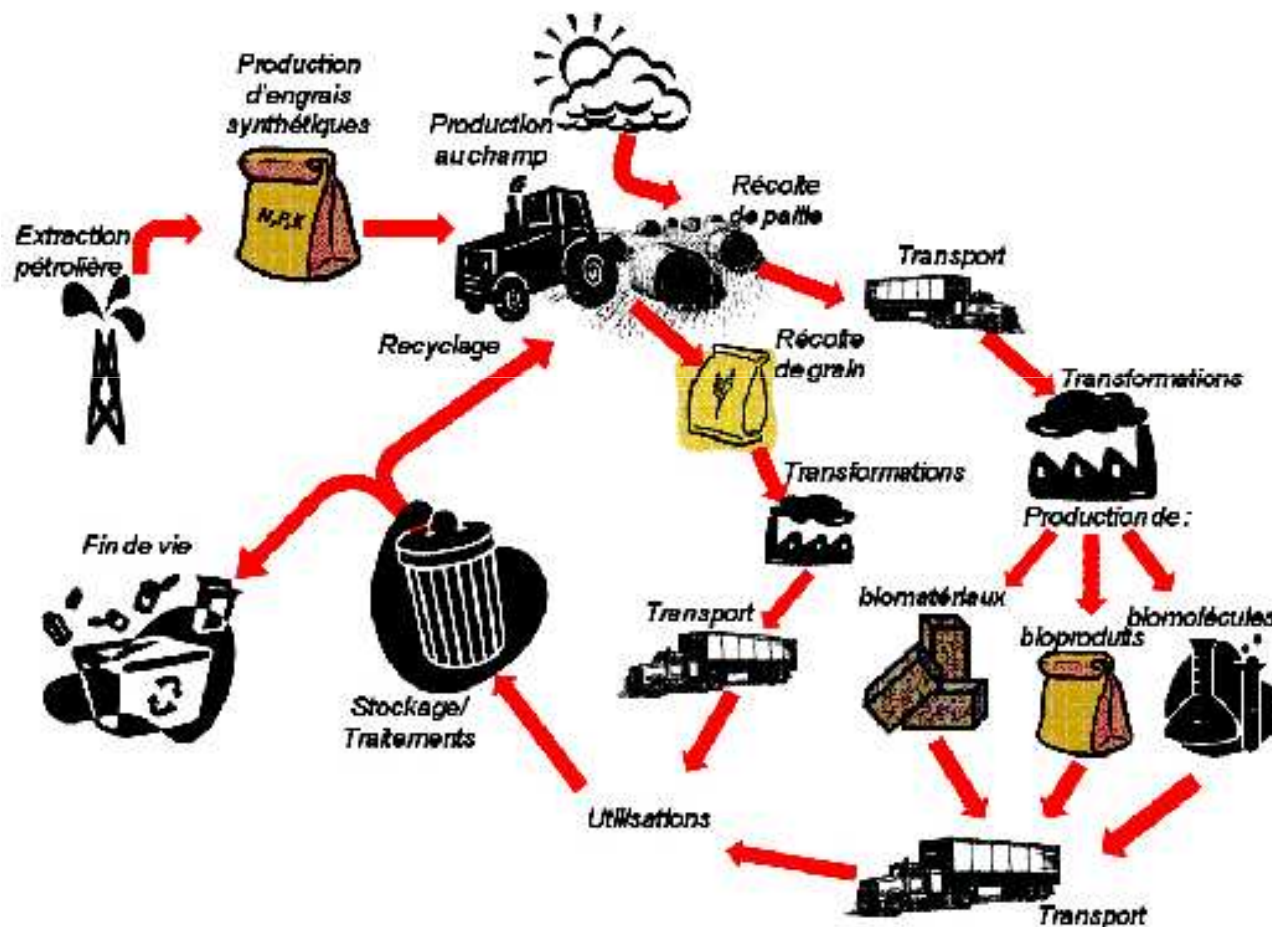 Production
d'engrais
synthétiques
N,P,K
Extraction
pétrolière
Production
au champ
Récolte
de paille
Transport
Recyclage
Récolte
de grain
Transformations
Transformations
Production de :
biomatériaux
bioproduits
biomolécules
Transport
Fin de vie
Stockage/
Traitements
Utilisations
Transport